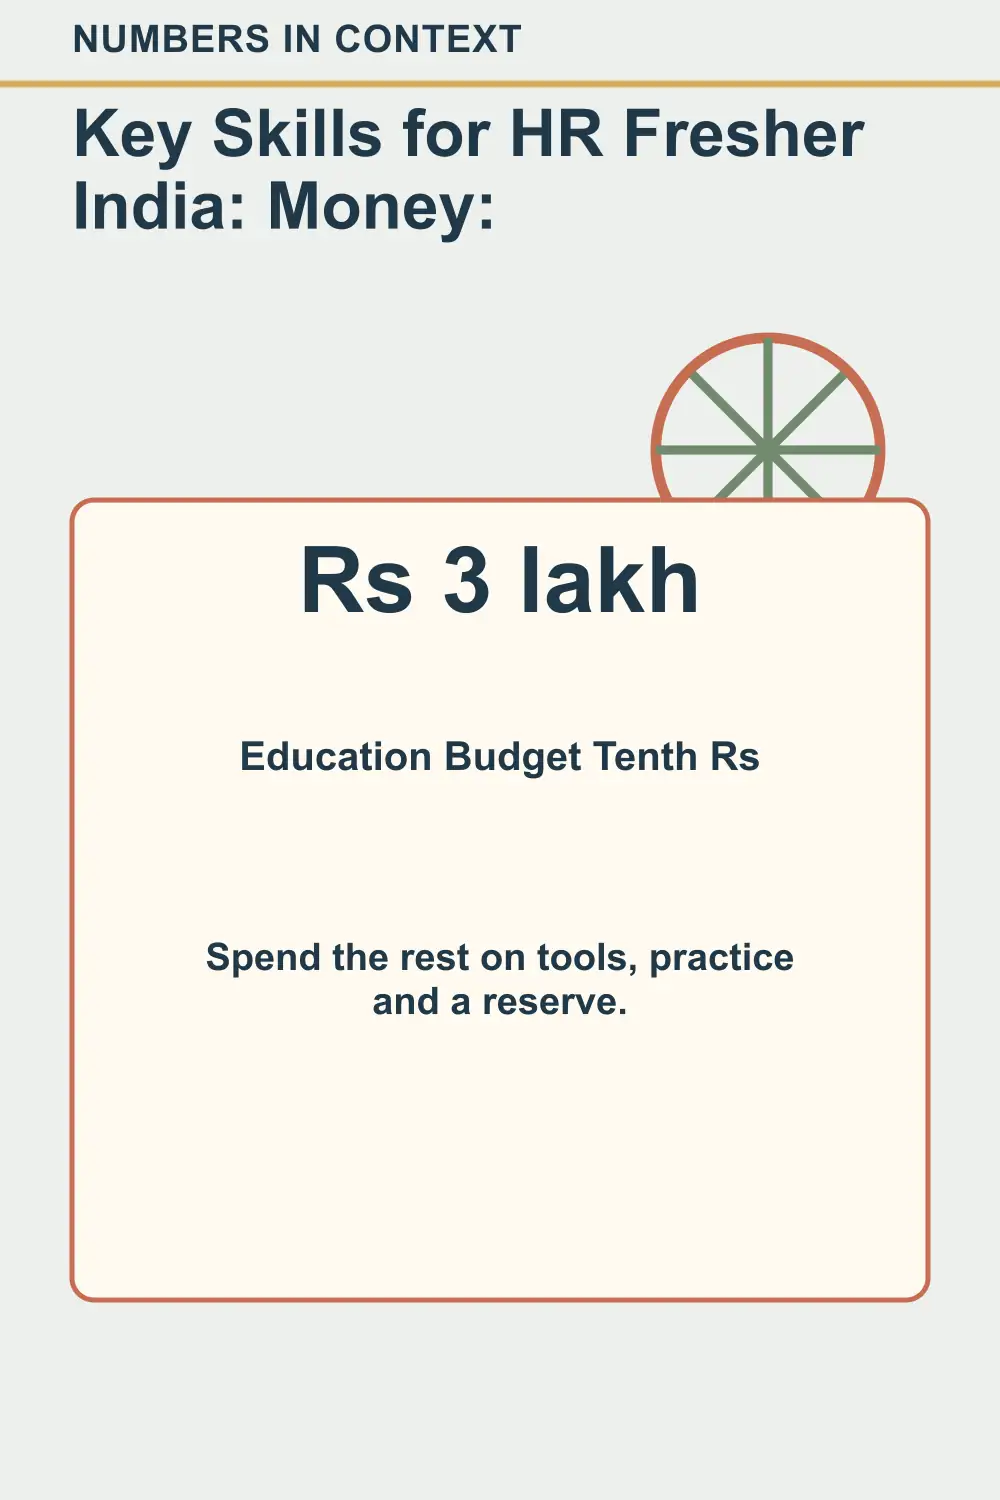 NUMBERS IN CONTEXT
Key Skills for HR Fresher
India: Money:
Rs 3 lakh
Education Budget Tenth Rs
Spend the rest on tools, practice
and a reserve.